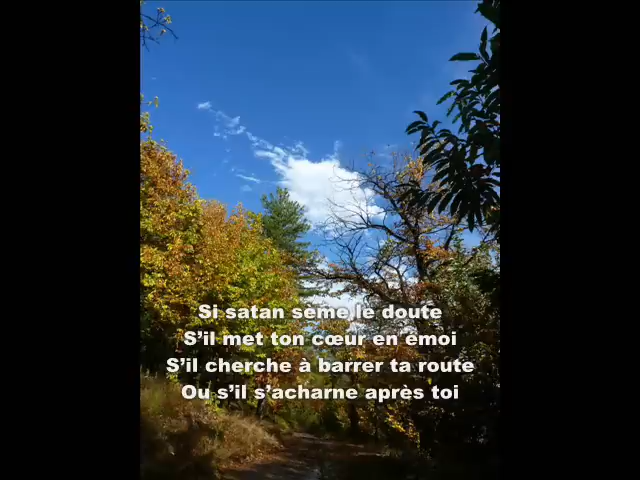 Si satan sème le doute
S'il met ton cœur en émoi
S'il cherche à barrer ta route
Ou s'il s'acharne après toi